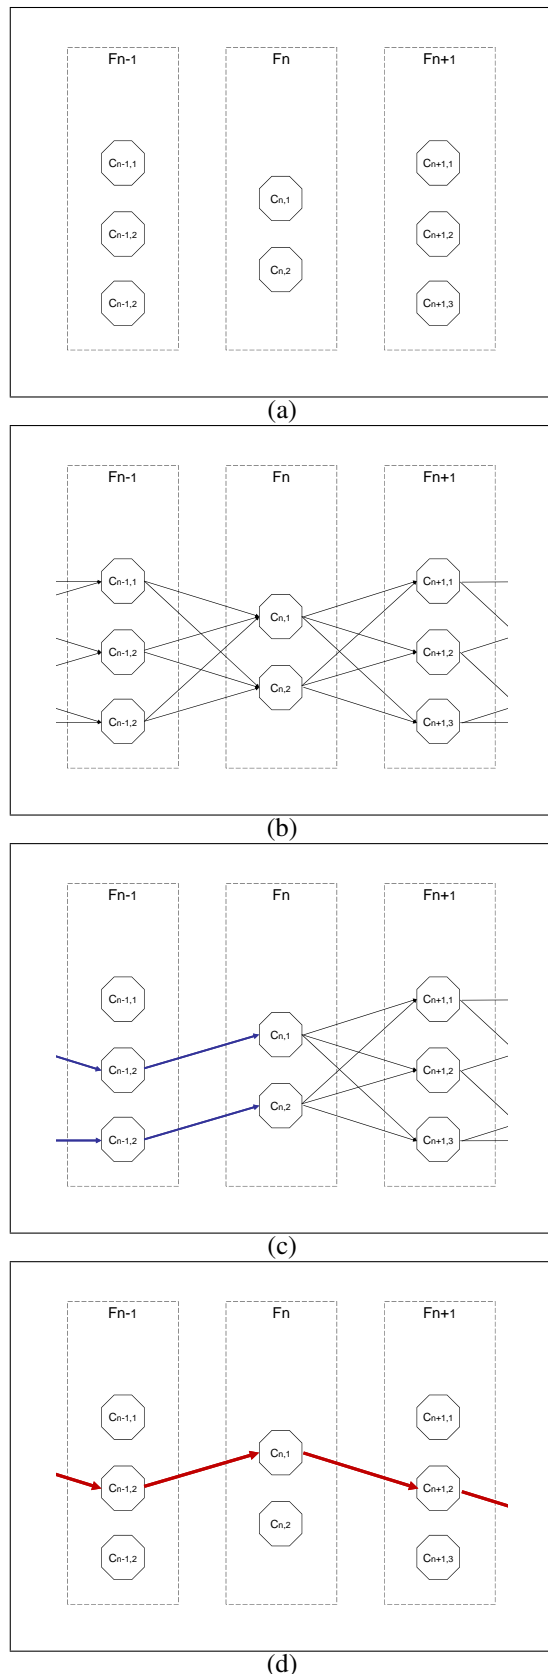 Fn-1 Fn Fn+1
Cn-1,1 Cn+1,1
Cn,1
Cn-1,2 Cn+1,2
Cn,2
Cn-1,2 Cn+1,3
(a)
Fn-1 Fn Fn+1
Cn-1,1 Cn+1,1
Cn,1
Cn-1,2 Cn+1,2
Cn,2
Cn-1,2 Cn+1,3
(b)
Fn-1 Fn Fn+1
Cn-1,1 Cn+1,1
Cn,1
Cn-1,2 Cn+1,2
Cn,2
Cn-1,2 Cn+1,3
(c)
Fn-1 Fn Fn+1
Cn-1,1 Cn+1,1
Cn,1
Cn-1,2 Cn+1,2
Cn,2
Cn-1,2 Cn+1,3
(d)